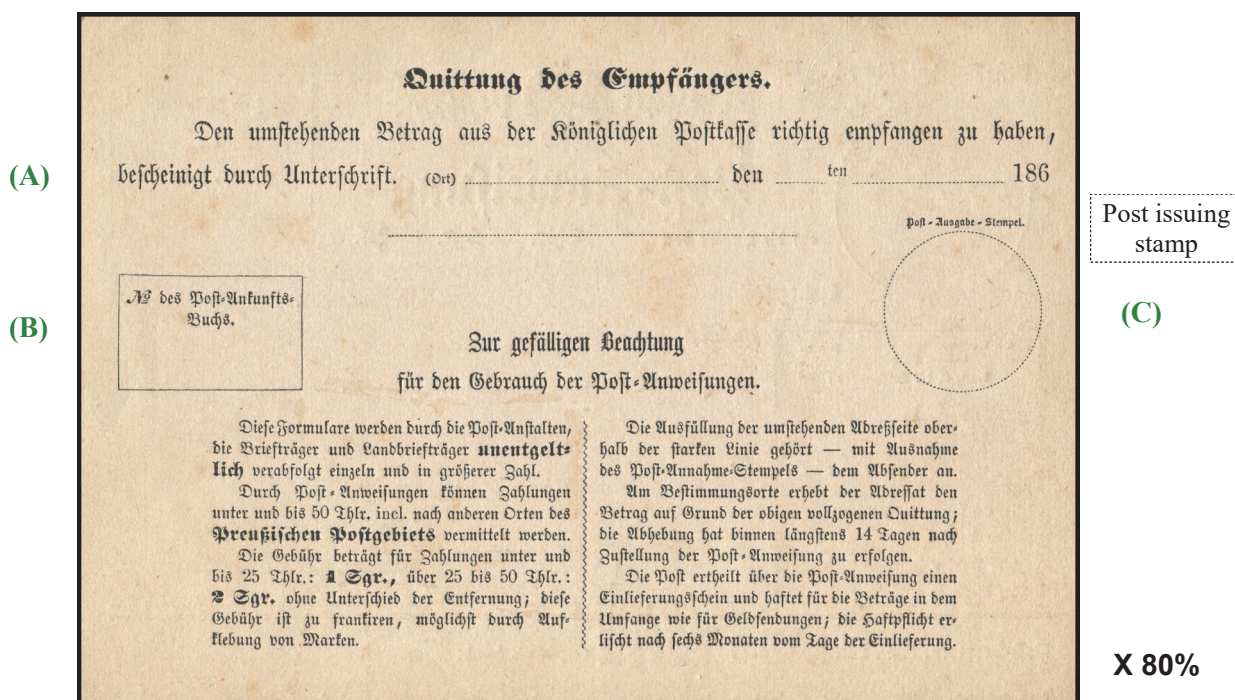 Quittung des Empfängers.
Den umstehenden Betrag aus der Königlichen Postkasse richtig empfangen zu haben,
(A)
bescheinigt durch Unterschrift. (Ort) den ten 186
Post issuing
stamp
Post-Ausgabe-Stempel.
№ des Post-Ankunfts-
Buchs.
(B)
(C)
Zur gefälligen Beachtung
für den Gebrauch der Post-Anweisungen.
Diese Formulare werden durch die Post-Anstalten,
die Briefträger und Landbriefträger unentgelt-
lich verabfolgt einzeln und in größerer Zahl.
Durch Post-Anweisungen können Zahlungen
unter und bis 50 Thlr. incl. nach anderen Orten des
Preußischen Postgebiets vermittelt werden.
Die Gebühr beträgt für Zahlungen unter und
bis 25 Thlr.: 1 Sgr., über 25 bis 50 Thlr.:
2 Sgr. ohne Unterschied der Entfernung; diese
Gebühr ist zu frankiren, möglichst durch Auf-
klebung von Marken.
Die Ausfüllung der umstehenden Adreßseite ober-
halb der starken Linie gehört — mit Ausnahme
des Post-Annahme-Stempels — dem Absender an.
Am Bestimmungsorte erhebt der Adressat den
Betrag auf Grund der obigen vollzogenen Quittung;
die Abhebung hat binnen längstens 14 Tagen nach
Zustellung der Post-Anweisung zu erfolgen.
Die Post ertheilt über die Post-Anweisung einen
Einlieferungsschein und haftet für die Beträge in dem
Umfange wie für Geldsendungen; die Haftpflicht er-
lischt nach sechs Monaten vom Tage der Einlieferung.
X 80%